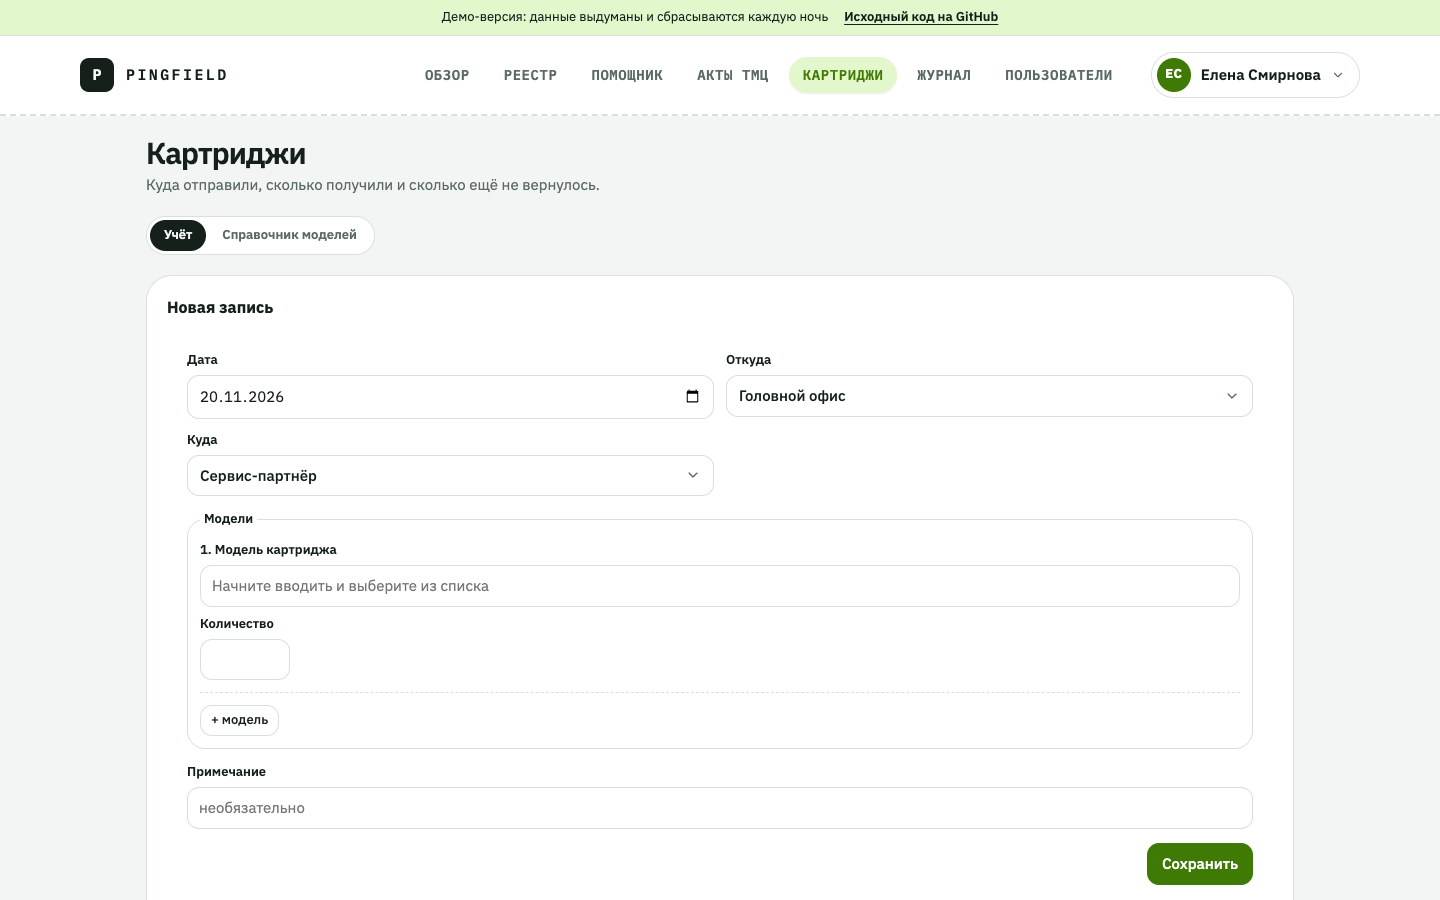 Демо-версия: данные выдуманы и сбрасываются каждую ночь Исходный код на GitHub
P PINGFIELD ОБЗОР РЕЕСТР ПОМОЩНИК АКТЫ ТМЦ КАРТРИДЖИ ЖУРНАЛ ПОЛЬЗОВАТЕЛИ ЕС Елена Смирнова
Картриджи
Куда отправили, сколько получили и сколько ещё не вернулось.
Учёт Справочник моделей
Новая запись
Дата Откуда
20.11.2026 Головной офис
Куда
Сервис-партнёр
Модели
1. Модель картриджа
Начните вводить и выберите из списка
Количество
+ модель
Примечание
необязательно
Сохранить